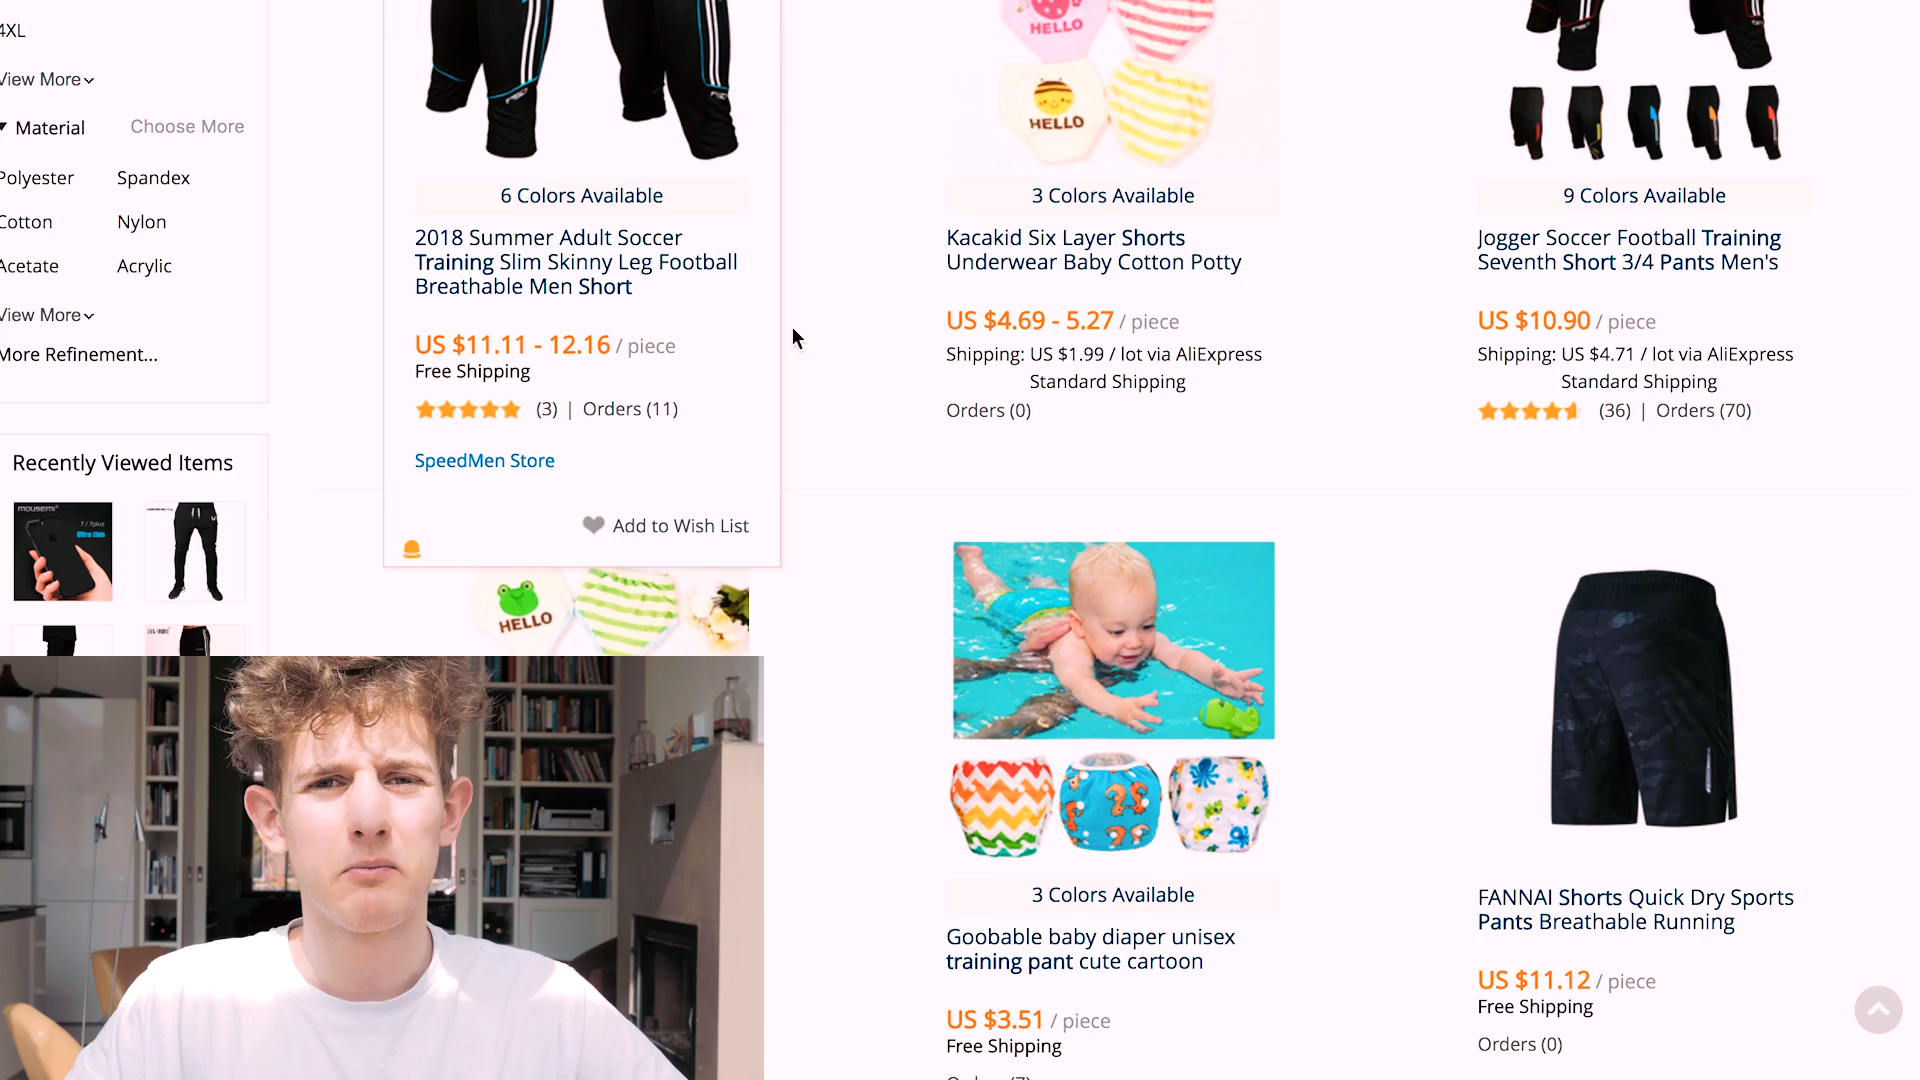 4XL
View More
Material
Choose More
Polyester
Spandex
Cotton
Nylon
Acetate
Acrylic
View More
More Refinement...
Recently Viewed Items
MOUSEMI
7 / 7plus
Ultra thin
6 Colors Available
2018 Summer Adult Soccer
Training Slim Skinny Leg Football
Breathable Men Short
US $11.11 - 12.16 / piece
Free Shipping
(3) | Orders (11)
SpeedMen Store
Add to Wish List
HELLO
HELLO
HELLO
3 Colors Available
Kacakid Six Layer Shorts
Underwear Baby Cotton Potty
US $4.69 - 5.27 / piece
Shipping: US $1.99 / lot via AliExpress
Standard Shipping
Orders (0)
9 Colors Available
Jogger Soccer Football Training
Seventh Short 3/4 Pants Men's
US $10.90 / piece
Shipping: US $4.71 / lot via AliExpress
Standard Shipping
(36) | Orders (70)
3 Colors Available
Goobable baby diaper unisex
training pant cute cartoon
US $3.51 / piece
Free Shipping
FANNAI Shorts Quick Dry Sports
Pants Breathable Running
US $11.12 / piece
Free Shipping
Orders (0)